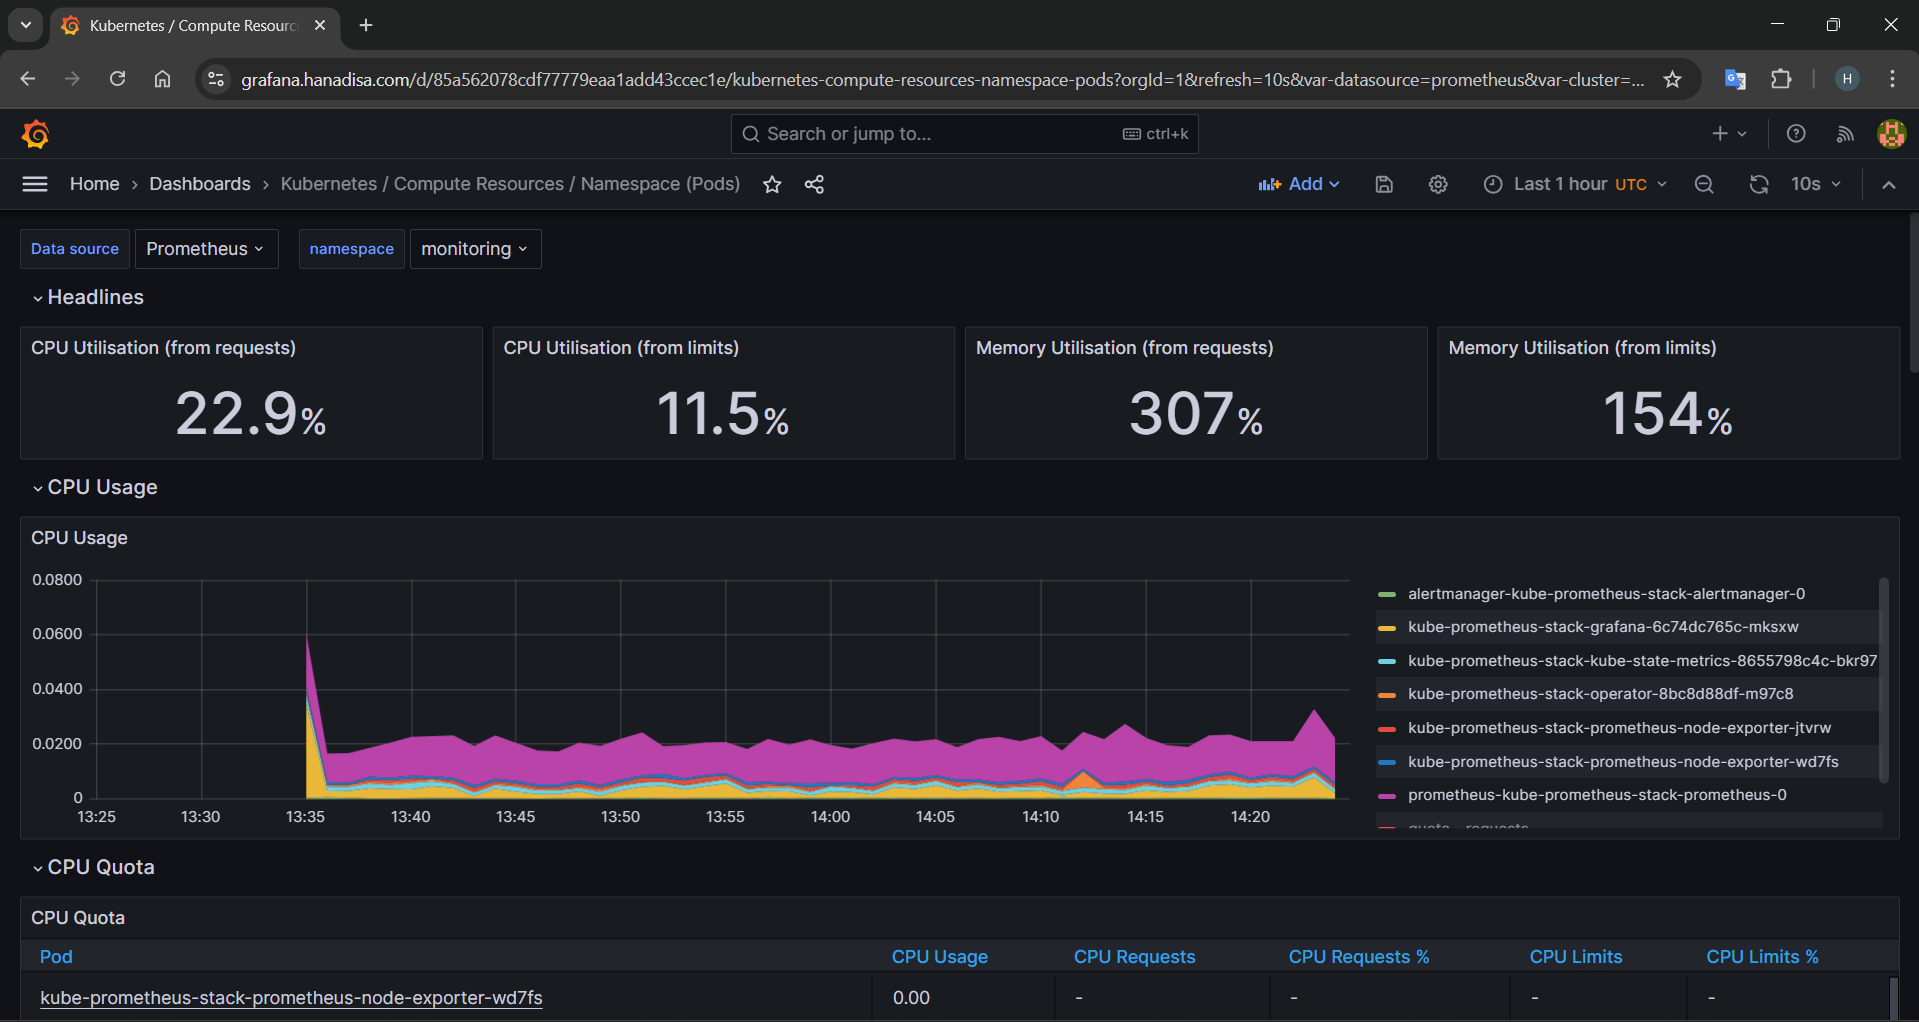 Kubernetes / Compute Resourc
grafana.hanadisa.com/d/85a562078cdf77779eaa1add43ccec1e/kubernetes-compute-resources-namespace-pods?orgId=1&refresh=10s&var-datasource=prometheus&var-cluster=...
H
Search or jump to...
ctrl+k
Home › Dashboards › Kubernetes / Compute Resources / Namespace (Pods)
Add
Last 1 hour UTC
10s
Data source
Prometheus
namespace
monitoring
Headlines
CPU Utilisation (from requests)
22.9%
CPU Utilisation (from limits)
11.5%
Memory Utilisation (from requests)
307%
Memory Utilisation (from limits)
154%
CPU Usage
CPU Usage
0.0800
0.0600
0.0400
0.0200
0
13:25 13:30 13:35 13:40 13:45 13:50 13:55 14:00 14:05 14:10 14:15 14:20
alertmanager-kube-prometheus-stack-alertmanager-0
kube-prometheus-stack-grafana-6c74dc765c-mksxw
kube-prometheus-stack-kube-state-metrics-8655798c4c-bkr97
kube-prometheus-stack-operator-8bc8d88df-m97c8
kube-prometheus-stack-prometheus-node-exporter-jtvrw
kube-prometheus-stack-prometheus-node-exporter-wd7fs
prometheus-kube-prometheus-stack-prometheus-0
quota - requests
CPU Quota
CPU Quota
Pod CPU Usage CPU Requests CPU Requests % CPU Limits CPU Limits %
kube-prometheus-stack-prometheus-node-exporter-wd7fs 0.00 - - - -